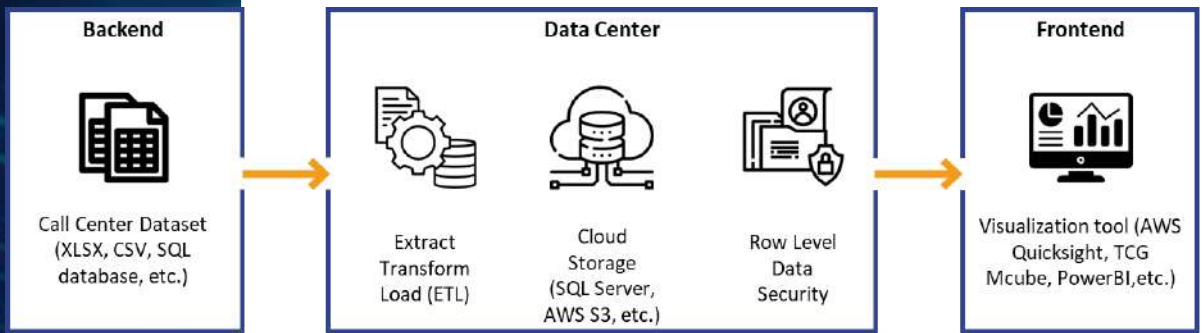 Backend
Call Center Dataset
(XLSX, CSV, SQL
database, etc.)
Data Center
Extract
Transform
Load (ETL)
Cloud
Storage
(SQL Server,
AWS S3, etc.)
Row Level
Data
Security
Frontend
Visualization tool (AWS
Quicksight, TCG
Mcube, PowerBI,etc.)